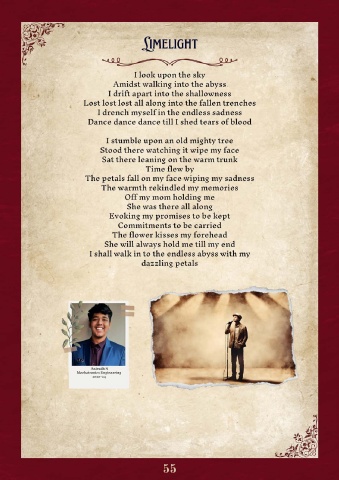 LIMELIGHT
I look upon the sky
Amidst walking into the abyss
I drift apart into the shallowness
Lost lost lost all along into the fallen trenches
I drench myself in the endless sadness
Dance dance dance till I shed tears of blood
I stumble upon an old mighty tree
Stood there watching it wipe my face
Sat there leaning on the warm trunk
Time flew by
The petals fall on my face wiping my sadness
The warmth rekindled my memories
Off my mom holding me
She was there all along
Evoking my promises to be kept
Commitments to be carried
The flower kisses my forehead
She will always hold me till my end
I shall walk in to the endless abyss with my
dazzling petals
Mechatronics Engineering
55